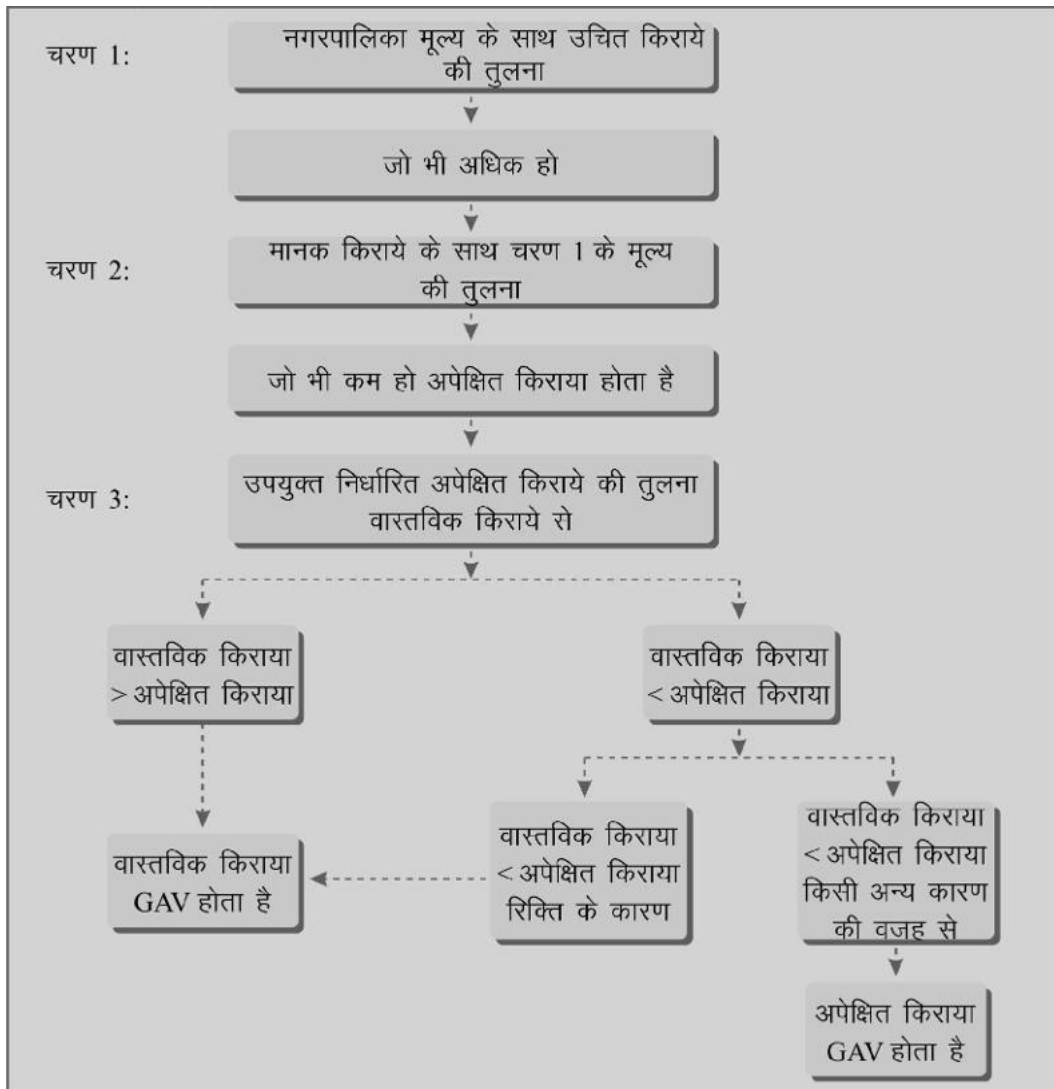 चरण 1:
नगरपालिका मूल्य के साथ उचित किराये
की तुलना
जो भी अधिक हो
चरण 2:
मानक किराये के साथ चरण 1 के मूल्य
की तुलना
जो भी कम हो अपेक्षित किराया होता है
चरण 3:
उपयुक्त निर्धारित अपेक्षित किराये की तुलना
वास्तविक किराये से
वास्तविक किराया
> अपेक्षित किराया
वास्तविक किराया
< अपेक्षित किराया
वास्तविक किराया
GAV होता है
वास्तविक किराया
< अपेक्षित किराया
रिक्ति के कारण
वास्तविक किराया
< अपेक्षित किराया
किसी अन्य कारण
की वजह से
अपेक्षित किराया
GAV होता है